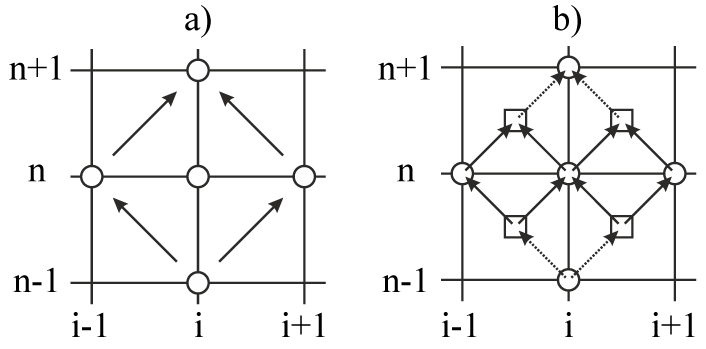 a) b)
n+1 n+1
n n
n-1 n-1
i-1 i i+1 i-1 i i+1